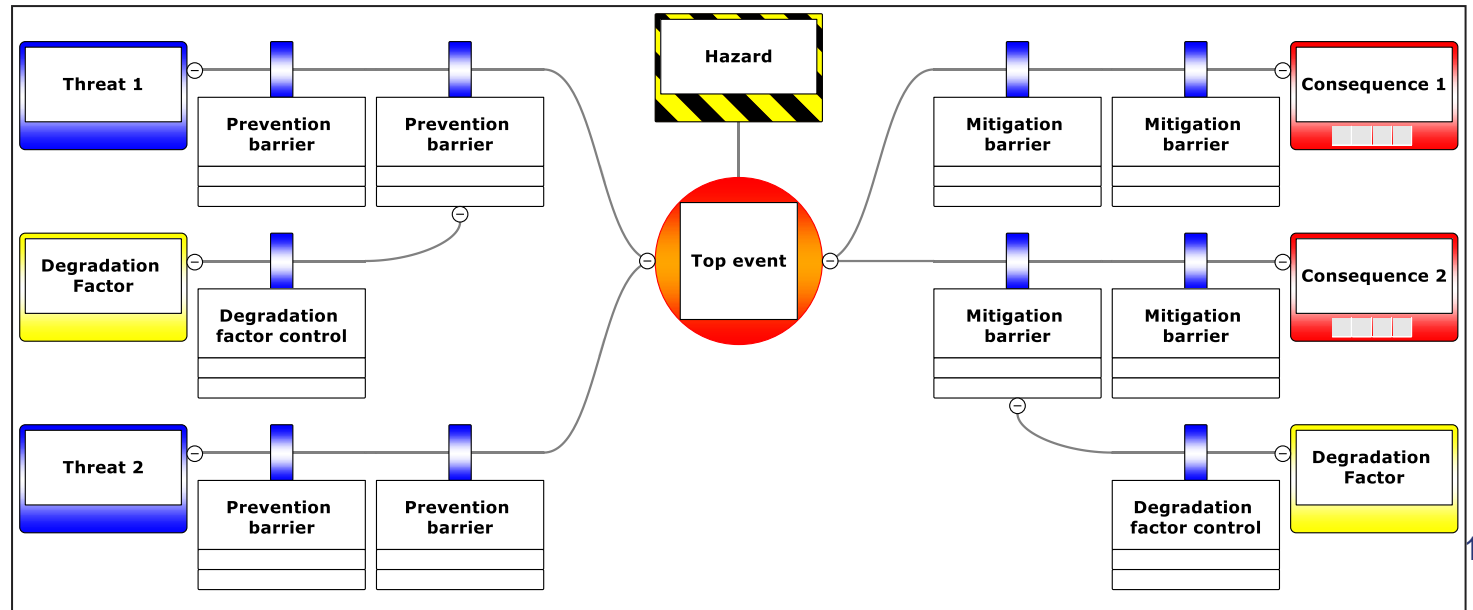 Hazard
Threat 1
Prevention
barrier
Prevention
barrier
Mitigation
barrier
Mitigation
barrier
Consequence 1
Degradation
Factor
Degradation
factor control
Top event
Mitigation
barrier
Mitigation
barrier
Consequence 2
Threat 2
Prevention
barrier
Prevention
barrier
Degradation
factor control
Degradation
Factor